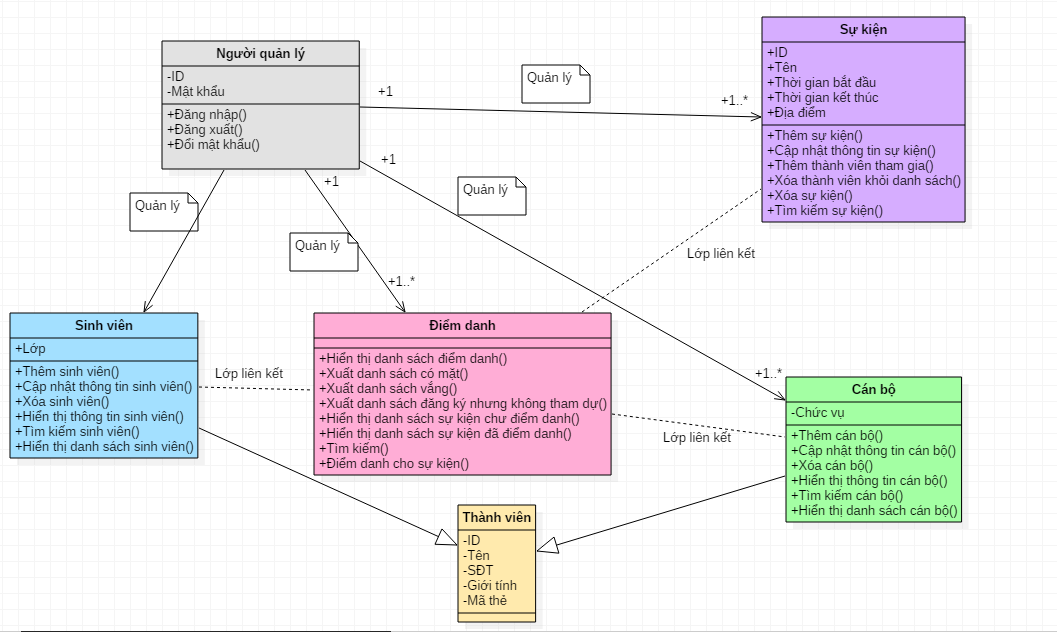 Người quản lý
-ID
-Mật khẩu
+Đăng nhập()
+Đăng xuất()
+Đổi mật khẩu()
+1
Quản lý
+1..*
Sự kiện
+ID
+Tên
+Thời gian bắt đầu
+Thời gian kết thúc
+Địa điểm
+Thêm sự kiện()
+Cập nhật thông tin sự kiện()
+Thêm thành viên tham gia()
+Xóa thành viên khỏi danh sách()
+Xóa sự kiện()
+Tìm kiếm sự kiện()
+1
Quản lý
+1
Quản lý
Quản lý
+1..*
Lớp liên kết
Sinh viên
+Lớp
+Thêm sinh viên()
+Cập nhật thông tin sinh viên()
+Xóa sinh viên()
+Hiển thị thông tin sinh viên()
+Tìm kiếm sinh viên()
+Hiển thị danh sách sinh viên()
Lớp liên kết
Điểm danh
+Hiển thị danh sách điểm danh()
+Xuất danh sách có mặt()
+Xuất danh sách vắng()
+Xuất danh sách đăng ký nhưng không tham dự()
+Hiển thị danh sách sự kiện chư điểm danh()
+Hiển thị danh sách sự kiện đã điểm danh()
+Tìm kiếm()
+Điểm danh cho sự kiện()
Lớp liên kết
+1..*
Cán bộ
-Chức vụ
+Thêm cán bộ()
+Cập nhật thông tin cán bộ()
+Xóa cán bộ()
+Hiển thị thông tin cán bộ()
+Tìm kiếm cán bộ()
+Hiển thị danh sách cán bộ()
Thành viên
-ID
-Tên
-SĐT
-Giới tính
-Mã thẻ